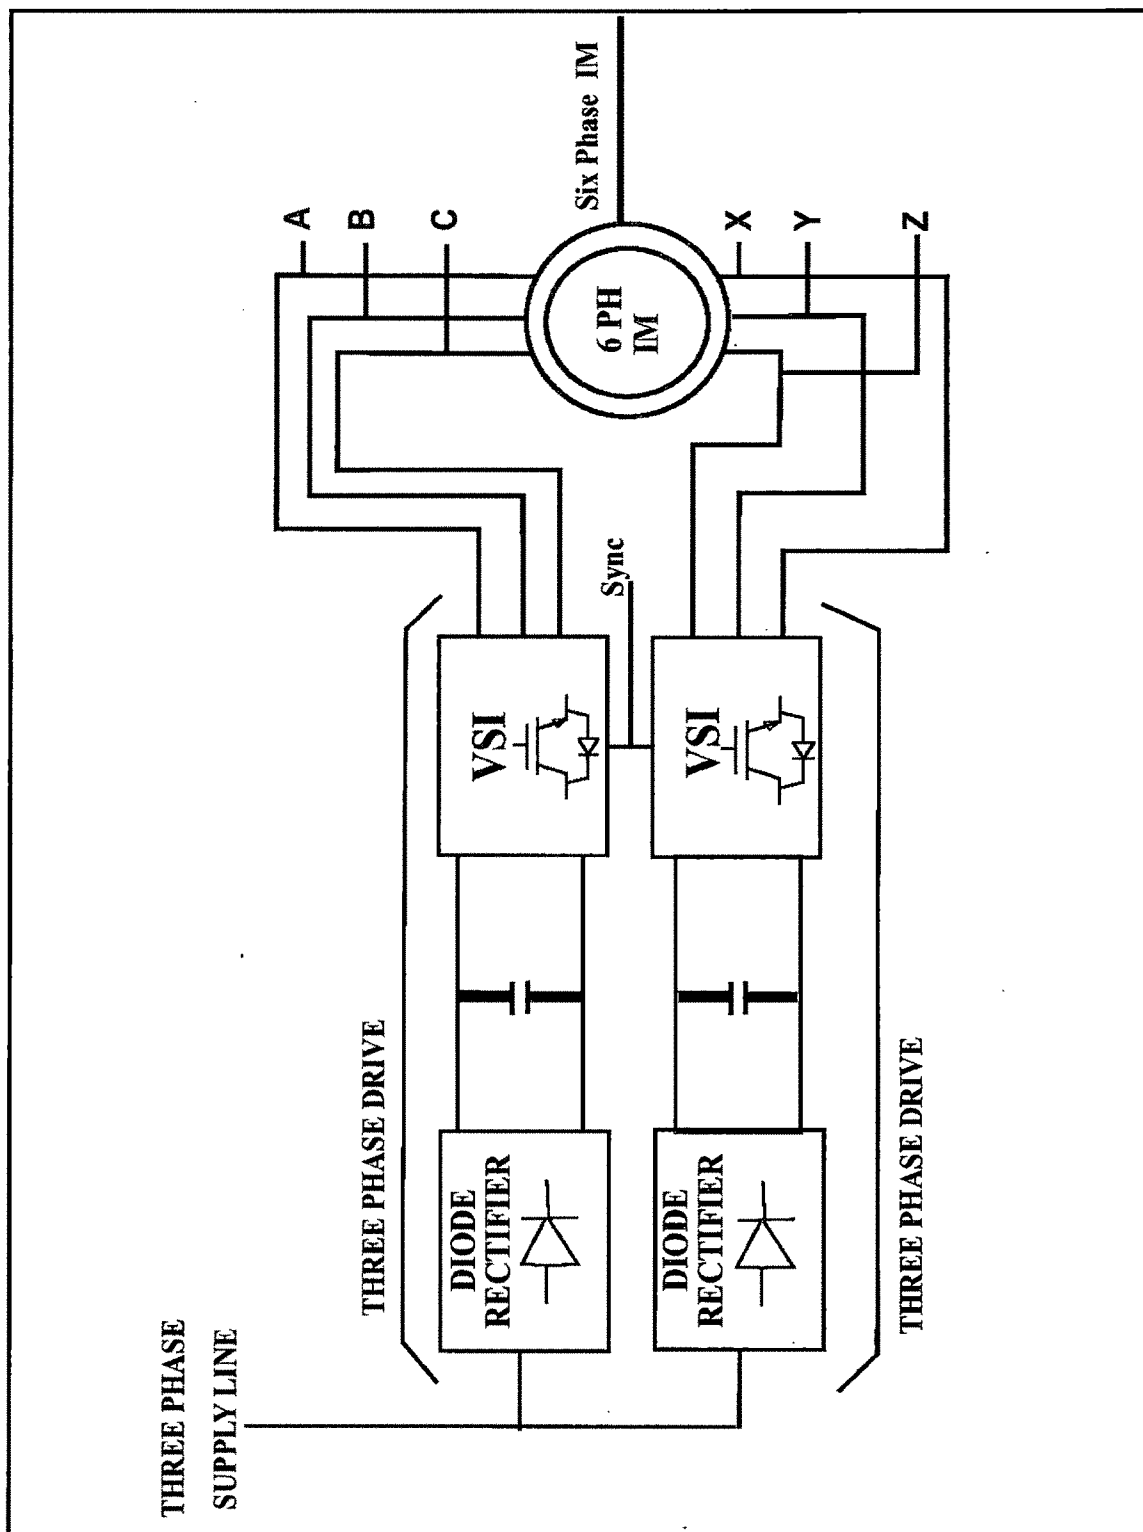 THREE PHASE
SUPPLY LINE
THREE PHASE DRIVE
DIODE
RECTIFIER
VSI
A
B
C
Sync
6 PH
IM
Six Phase IM
DIODE
RECTIFIER
VSI
X
Y
Z
THREE PHASE DRIVE